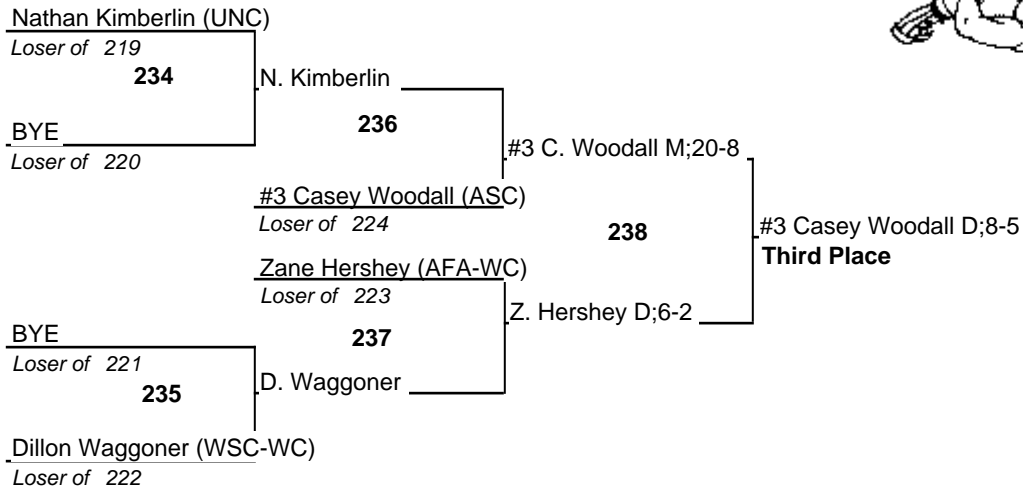 Nathan Kimberlin (UNC)
Loser of 219
234
N. Kimberlin
236
BYE
#3 C. Woodall M;20-8
Loser of 220
#3 Casey Woodall (ASC)
Loser of 224
238
#3 Casey Woodall D;8-5
Third Place
Zane Hershey (AFA-WC)
Loser of 223
Z. Hershey D;6-2
BYE
237
Loser of 221
235
D. Waggoner
Dillon Waggoner (WSC-WC)
Loser of 222